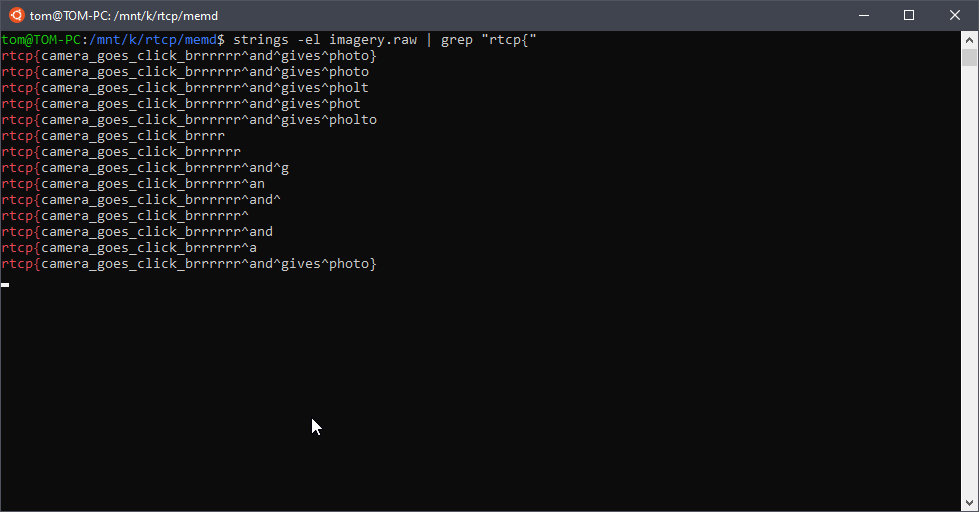 tom@TOM-PC: /mnt/k/rtcp/memd
tom@TOM-PC:/mnt/k/rtcp/memd$ strings -el imagery.raw | grep "rtcp{"
rtcp{camera_goes_click_brrrrrr^and^gives^photo}
rtcp{camera_goes_click_brrrrrr^and^gives^photo
rtcp{camera_goes_click_brrrrrr^and^gives^pholt
rtcp{camera_goes_click_brrrrrr^and^gives^phot
rtcp{camera_goes_click_brrrrrr^and^gives^pholto
rtcp{camera_goes_click_brrrr
rtcp{camera_goes_click_brrrrrr
rtcp{camera_goes_click_brrrrrr^and^g
rtcp{camera_goes_click_brrrrrr^an
rtcp{camera_goes_click_brrrrrr^and^
rtcp{camera_goes_click_brrrrrr^
rtcp{camera_goes_click_brrrrrr^and
rtcp{camera_goes_click_brrrrrr^a
rtcp{camera_goes_click_brrrrrr^and^gives^photo}